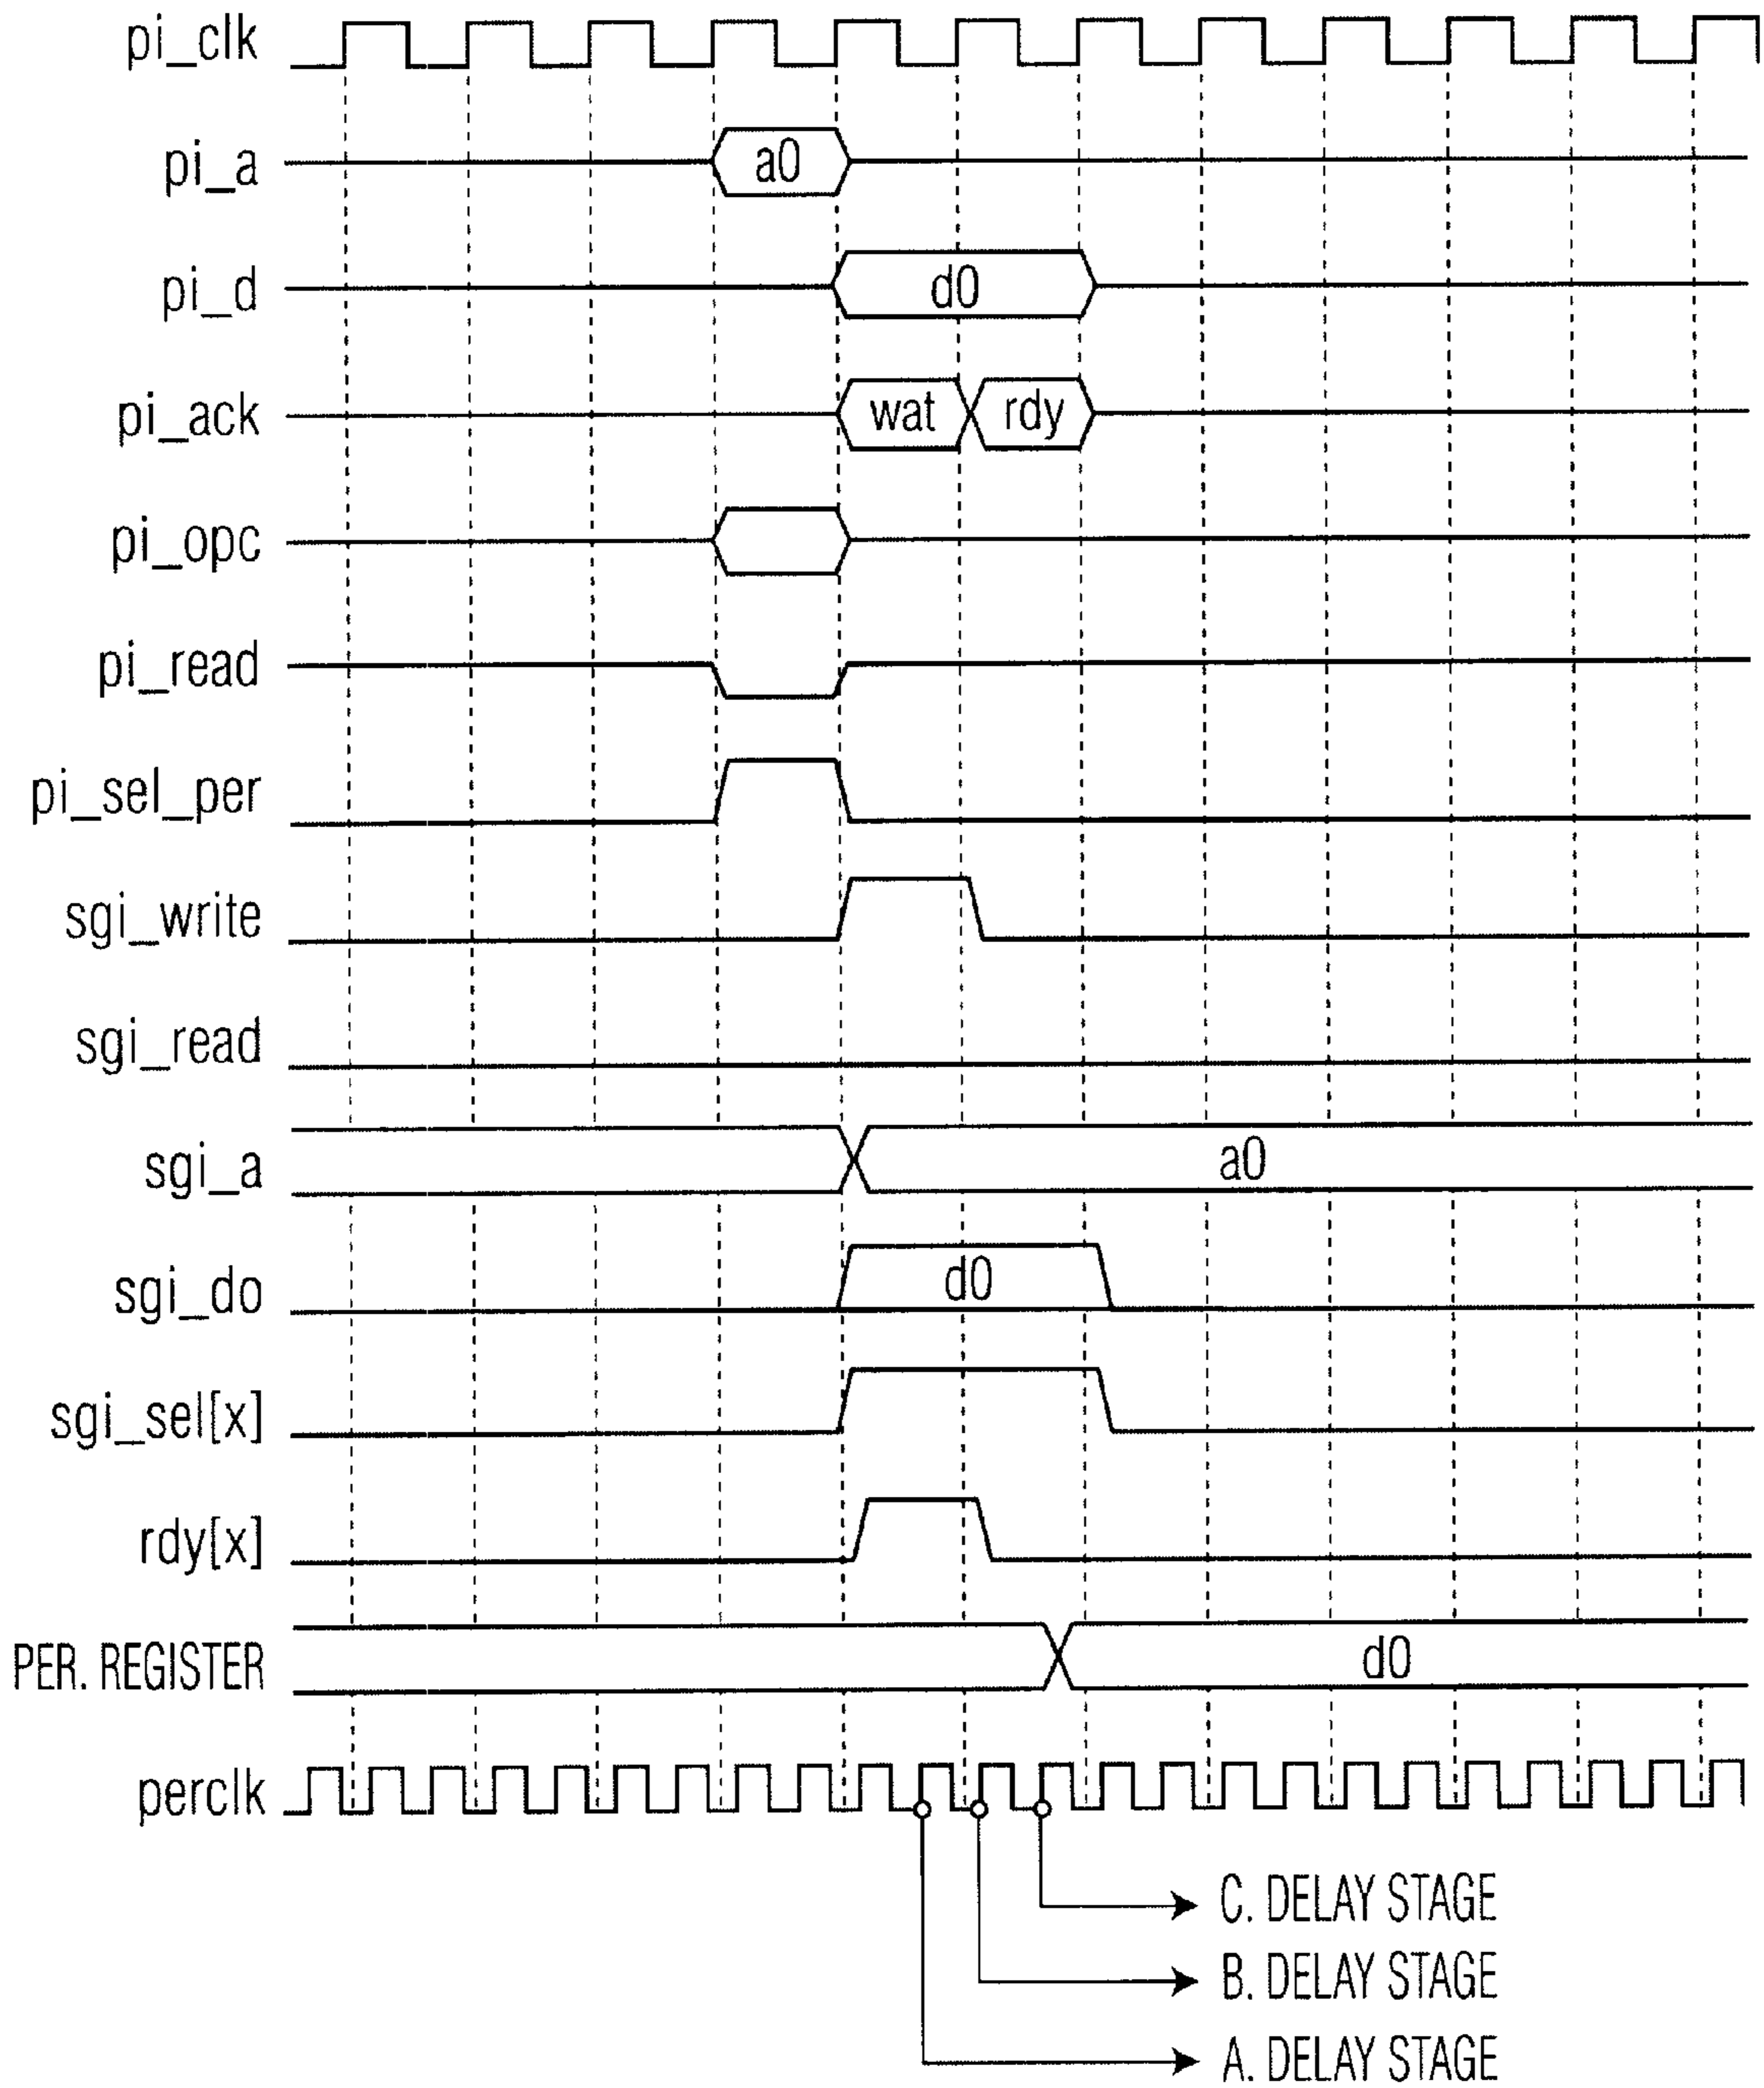 pi_clk
pi_a
a0
pi_d
d0
pi_ack
wat
rdy
pi_opc
pi_read
pi_sel_per
sgi_write
sgi_read
sgi_a
a0
sgi_do
d0
sgi_sel[x]
rdy[x]
PER. REGISTER
d0
perclk
C. DELAY STAGE
B. DELAY STAGE
A. DELAY STAGE